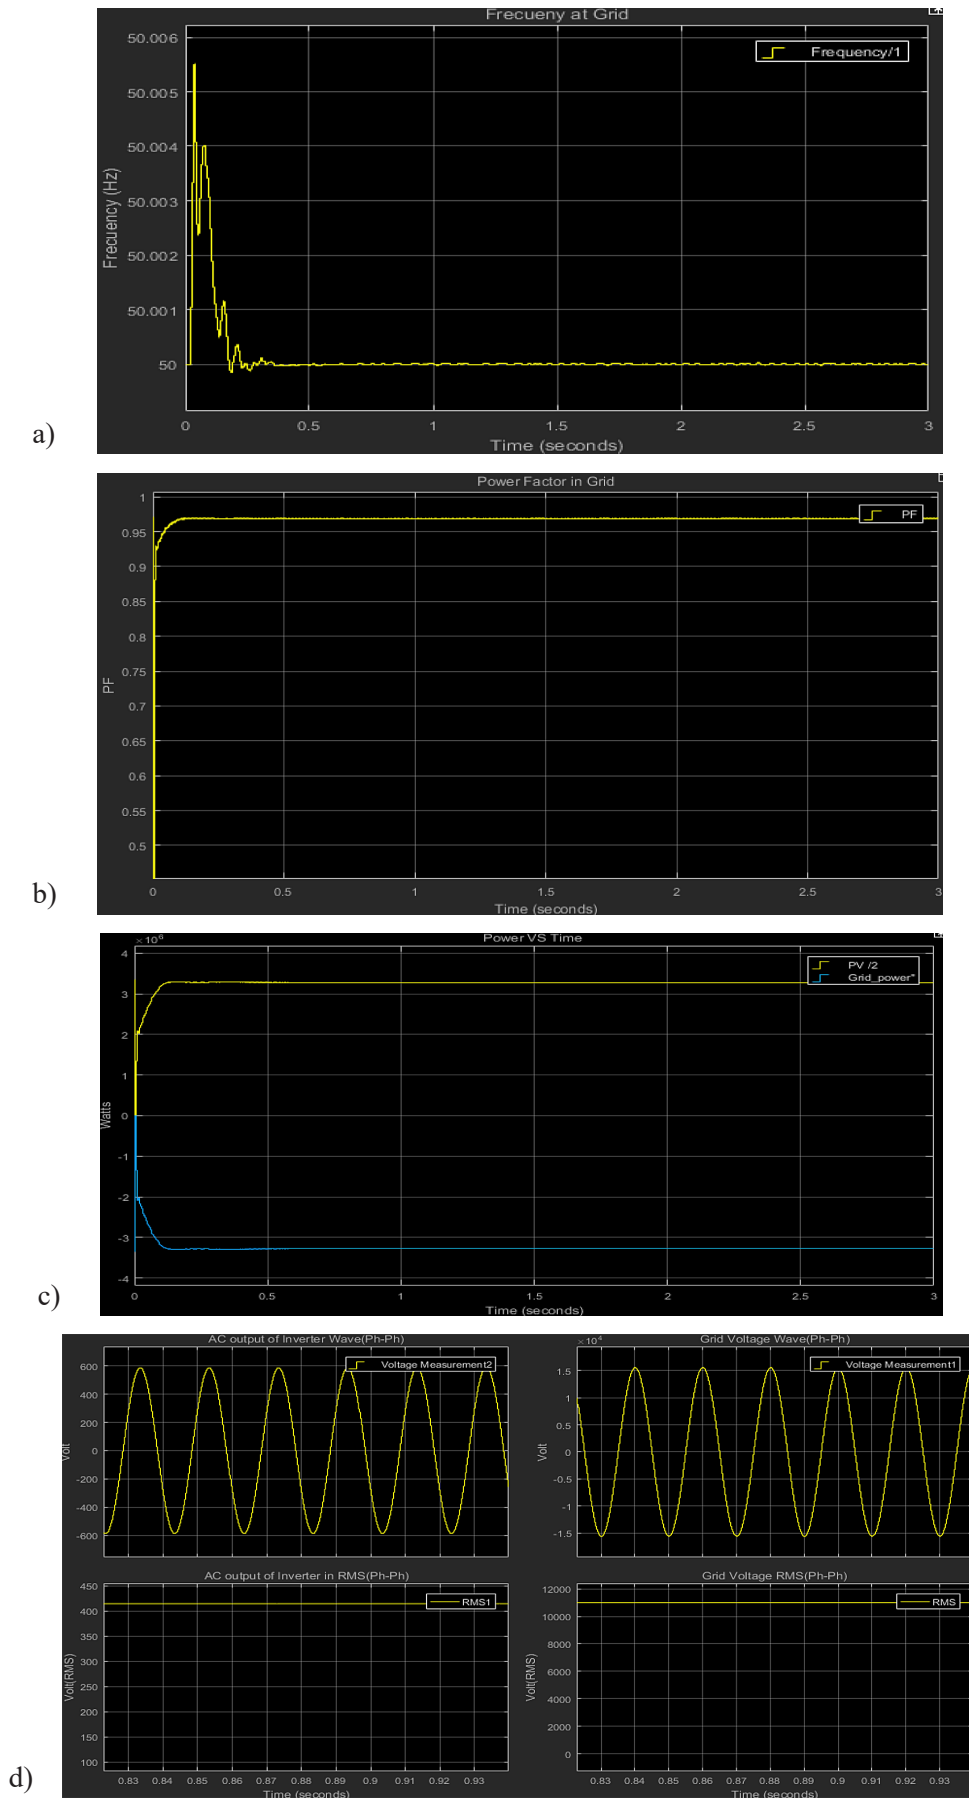 Frecueny at Grid
Frequency/1
50.006
50.005
50.004
50.003
50.002
50.001
50
Frecuency (Hz)
0 0.5 1 1.5 2 2.5 3
Time (seconds)
a)
Power Factor in Grid
PF
1
0.95
0.9
0.85
0.8
0.75
0.7
0.65
0.6
0.55
0.5
PF
0 0.5 1 1.5 2 2.5 3
Time (seconds)
b)
Power VS Time
×10⁶
PV /2
Grid_power*
4
3
2
1
0
-1
-2
-3
-4
Watts
0 0.5 1 1.5 2 2.5 3
Time (seconds)
c)
AC output of Inverter Wave(Ph-Ph)
Voltage Measurement2
600
400
200
0
-200
-400
-600
Volt
Grid Voltage Wave(Ph-Ph)
×10⁴
Voltage Measurement1
1.5
1
0.5
0
-0.5
-1
-1.5
Volt
AC output of Inverter in RMS(Ph-Ph)
RMS1
450
400
350
300
250
200
150
100
Volt(RMS)
0.83 0.84 0.85 0.86 0.87 0.88 0.89 0.9 0.91 0.92 0.93
Time (seconds)
Grid Voltage RMS(Ph-Ph)
RMS
12000
10000
8000
6000
4000
2000
0
Volt(RMS)
0.83 0.84 0.85 0.86 0.87 0.88 0.89 0.9 0.91 0.92 0.93
Time (seconds)
d)